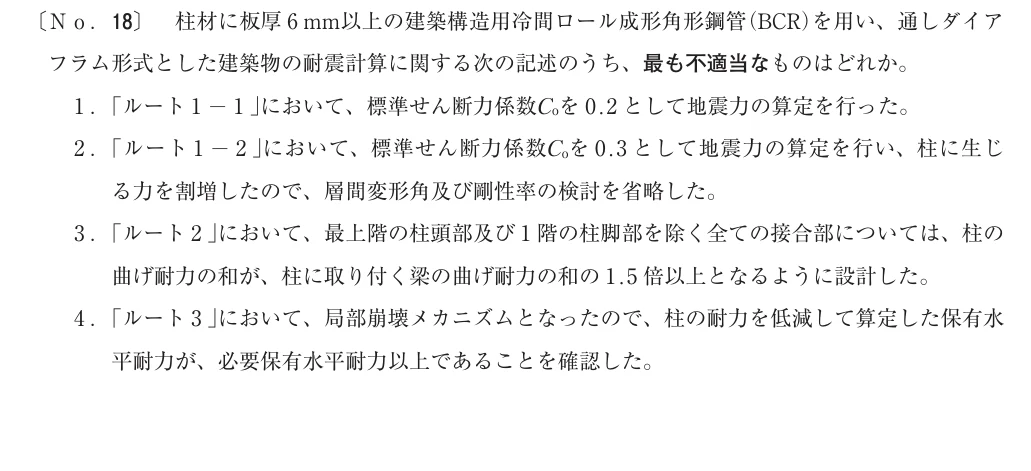 〔Ｎｏ．18〕　柱材に板厚６mm以上の建築構造用冷間ロール成形角形鋼管(BCR)を用い、通しダイア
フラム形式とした建築物の耐震計算に関する次の記述のうち、最も不適当なものはどれか。
１．「ルート１－１」において、標準せん断力係数C₀を 0.2 として地震力の算定を行った。
２．「ルート１－２」において、標準せん断力係数C₀を 0.3 として地震力の算定を行い、柱に生じ
る力を割増したので、層間変形角及び剛性率の検討を省略した。
３．「ルート２」において、最上階の柱頭部及び１階の柱脚部を除く全ての接合部については、柱の
曲げ耐力の和が、柱に取り付く梁の曲げ耐力の和の 1.5 倍以上となるように設計した。
４．「ルート３」において、局部崩壊メカニズムとなったので、柱の耐力を低減して算定した保有水
平耐力が、必要保有水平耐力以上であることを確認した。